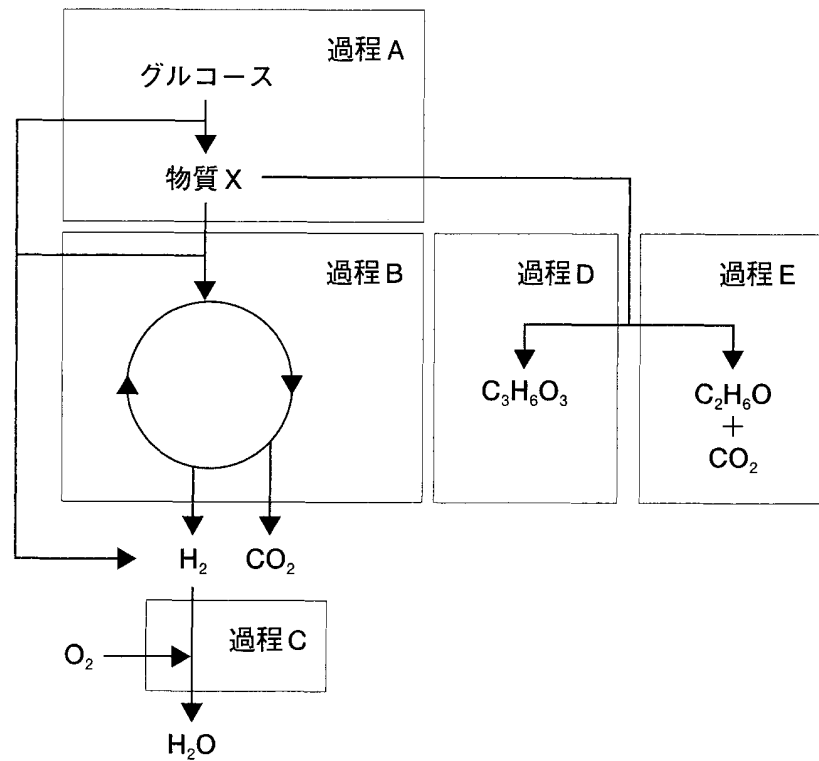 過程A
グルコース
物質X
過程B
過程D
過程E
C₃H₆O₃
C₂H₆O
+
CO₂
H₂
CO₂
過程C
O₂
H₂O